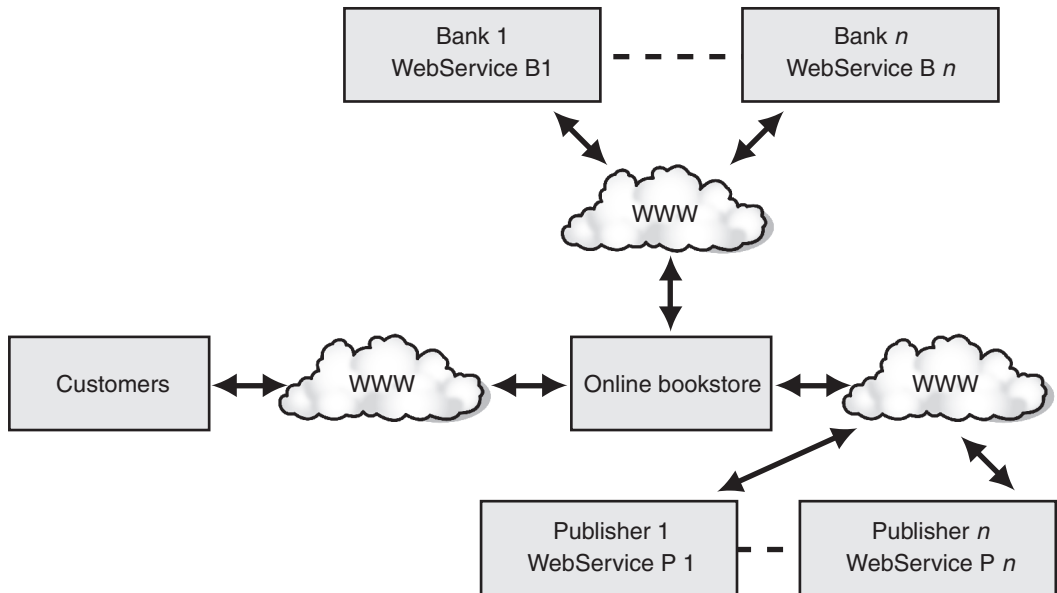 Bank 1
WebService B1
Bank n
WebService B n
WWW
Customers
WWW
Online bookstore
WWW
Publisher 1
WebService P 1
Publisher n
WebService P n